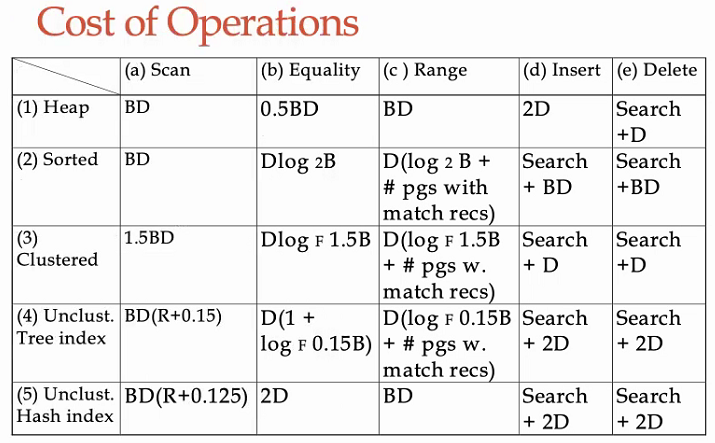 Cost of Operations
(a) Scan (b) Equality (c ) Range (d) Insert (e) Delete
(1) Heap BD 0.5BD BD 2D Search
+D
(2) Sorted BD Dlog 2B D(log 2 B + Search Search
# pgs with + BD +BD
match recs)
(3) 1.5BD Dlog F 1.5B D(log F 1.5B Search Search
Clustered + # pgs w. + D +D
match recs)
(4) Unclust. BD(R+0.15) D(1 + D(log F 0.15B Search Search
Tree index log F 0.15B) + # pgs w. + 2D + 2D
match recs)
(5) Unclust. BD(R+0.125) 2D BD Search Search
Hash index + 2D + 2D